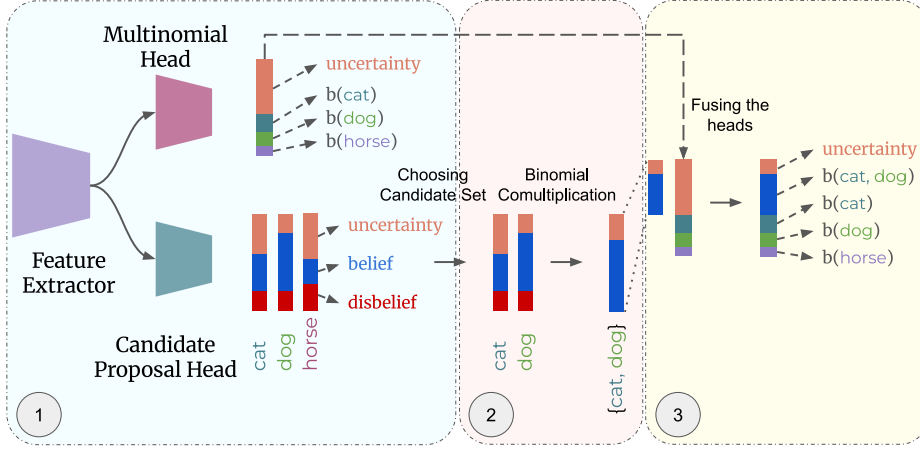 Multinomial
Head
uncertainty
b(cat)
b(dog)
b(horse)
Feature
Extractor
Candidate
Proposal Head
uncertainty
belief
disbelief
cat
dog
horse
1
Choosing
Candidate Set
Binomial
Comultiplication
cat
dog
{cat, dog}
2
Fusing the
heads
uncertainty
b(cat, dog)
b(cat)
b(dog)
b(horse)
3